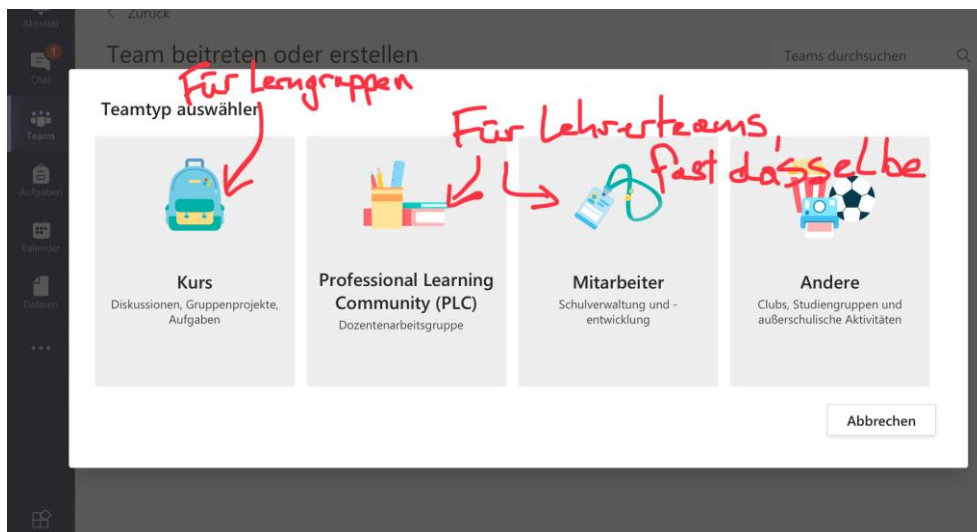 Aktivität
< Zurück
Team beitreten oder erstellen
Teams durchsuchen
1
Chat
Für Lerngruppen
Teamtyp auswählen
Für Lehrerteams,
fast dasselbe
Teams
Aufgaben
Kalender
Dateien
Kurs
Diskussionen, Gruppenprojekte,
Aufgaben
Professional Learning
Community (PLC)
Dozentenarbeitsgruppe
Mitarbeiter
Schulverwaltung und -
entwicklung
Andere
Clubs, Studiengruppen und
außerschulische Aktivitäten
Abbrechen